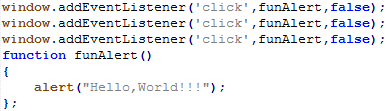 window.addEventListener('click',funAlert,false);
window.addEventListener('click',funAlert,false);
window.addEventListener('click',funAlert,false);
function funAlert()
{
    alert("Hello,World!!!");
};